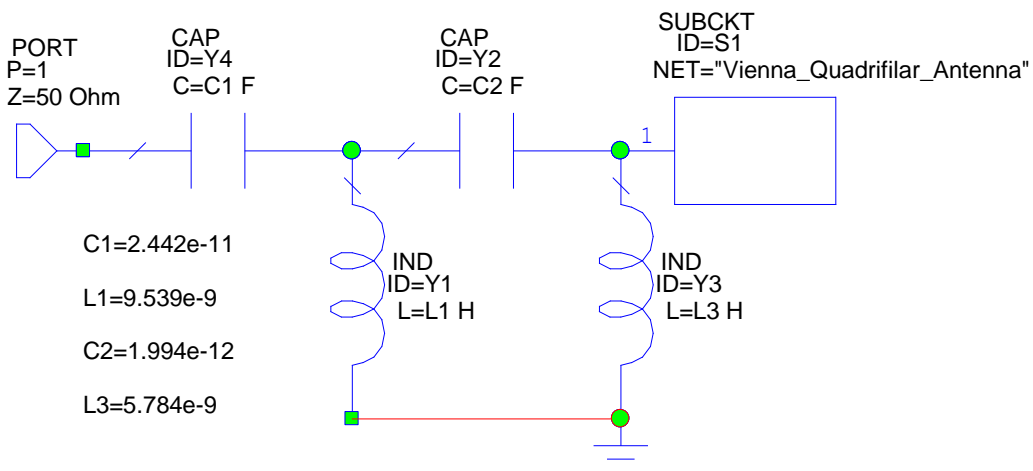 PORT
P=1
Z=50 Ohm
CAP
ID=Y4
C=C1 F
CAP
ID=Y2
C=C2 F
SUBCKT
ID=S1
NET="Vienna_Quadrifilar_Antenna"
1
C1=2.442e-11
L1=9.539e-9
C2=1.994e-12
L3=5.784e-9
IND
ID=Y1
L=L1 H
IND
ID=Y3
L=L3 H